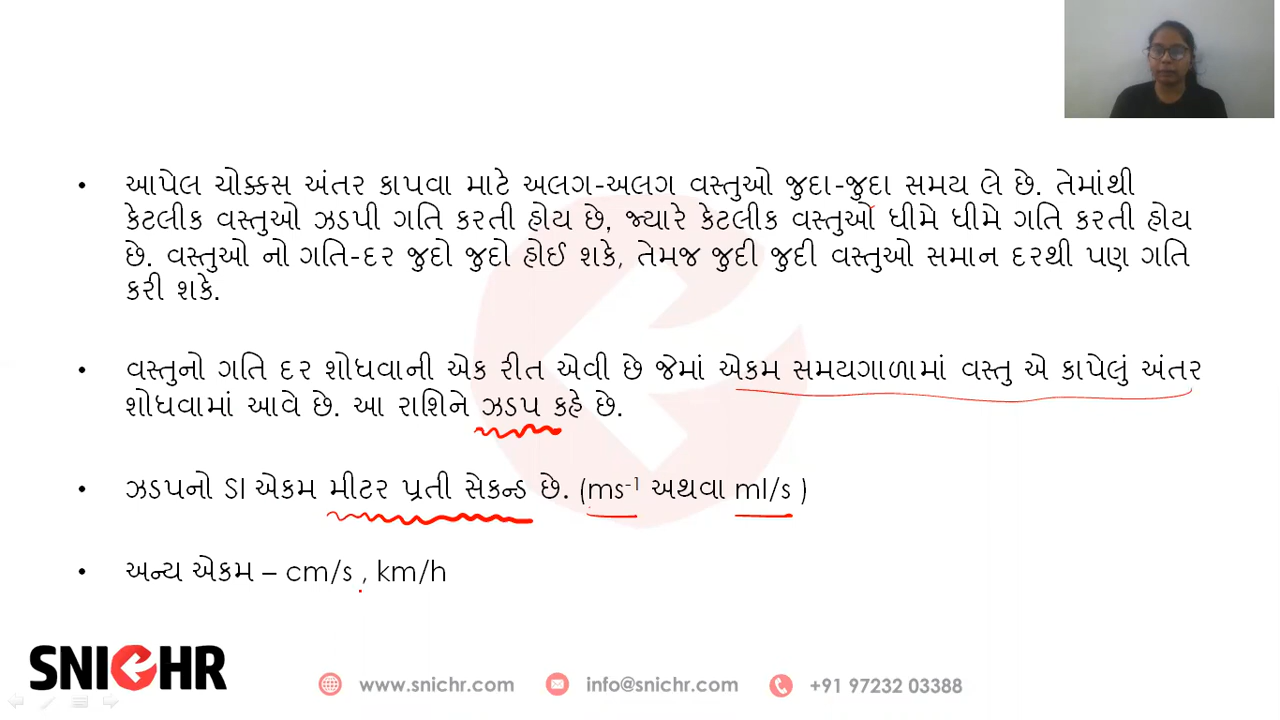 • આપેલ ચોક્કસ અંતર કાપવા માટે અલગ-અલગ વસ્તુઓ જુદા-જુદા સમય લે છે. તેમાંથી
કેટલીક વસ્તુઓ ઝડપી ગતિ કરતી હોય છે, જ્યારે કેટલીક વસ્તુઓ ધીમે ધીમે ગતિ કરતી હોય
છે. વસ્તુઓ નો ગતિ-દર જુદો જુદો હોઈ શકે, તેમજ જુદી જુદી વસ્તુઓ સમાન દરથી પણ ગતિ
કરી શકે.
• વસ્તુનો ગતિ દર શોધવાની એક રીત એવી છે જેમાં એકમ સમયગાળામાં વસ્તુ એ કાપેલું અંતર
શોધવામાં આવે છે. આ રાશિને ઝડપ કહે છે.
• ઝડપનો SI એકમ મીટર પ્રતી સેકન્ડ છે. (ms⁻¹ અથવા ml/s )
• અન્ય એકમ – cm/s , km/h
SNICHR
www.snichr.com info@snichr.com +91 97232 03388